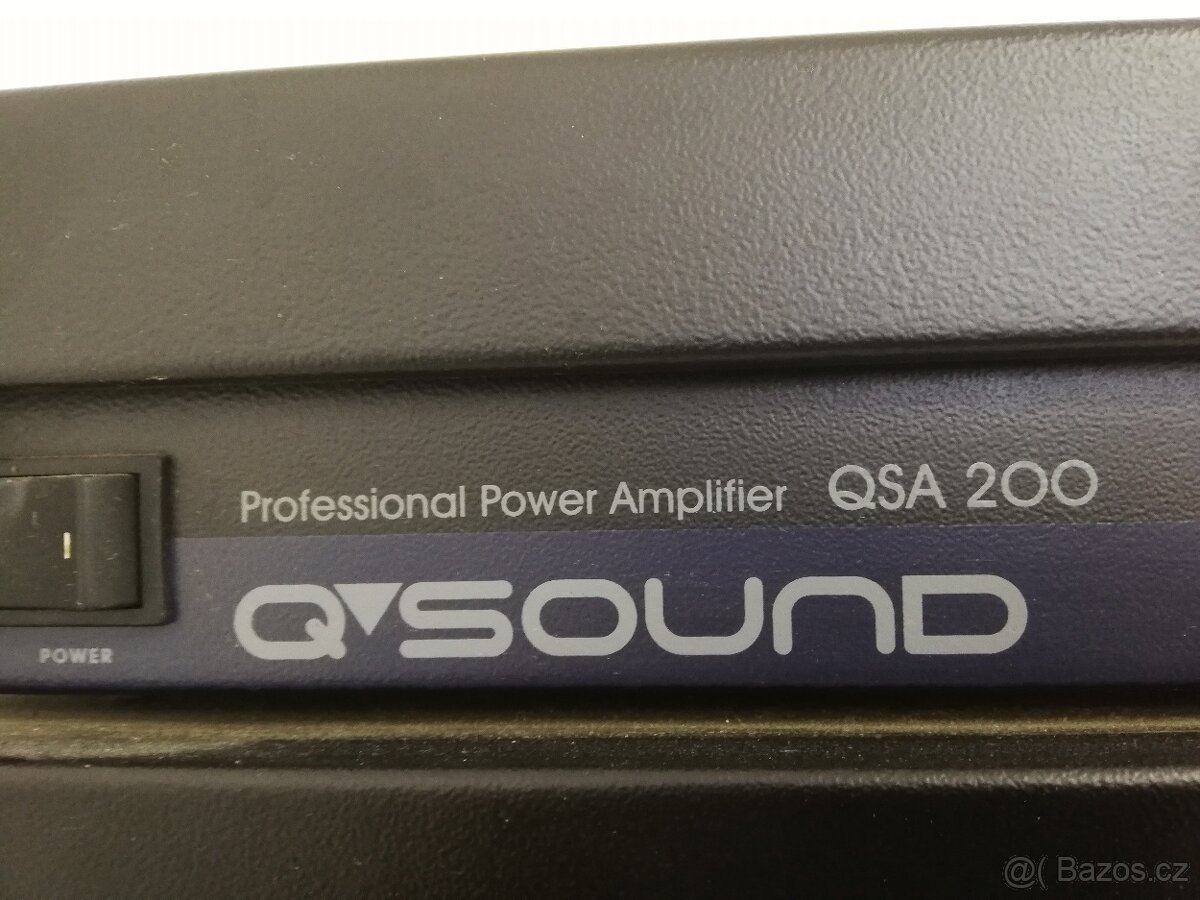 Professional Power Amplifier QSA 200
Q SOUND
POWER
@( Bazos.cz